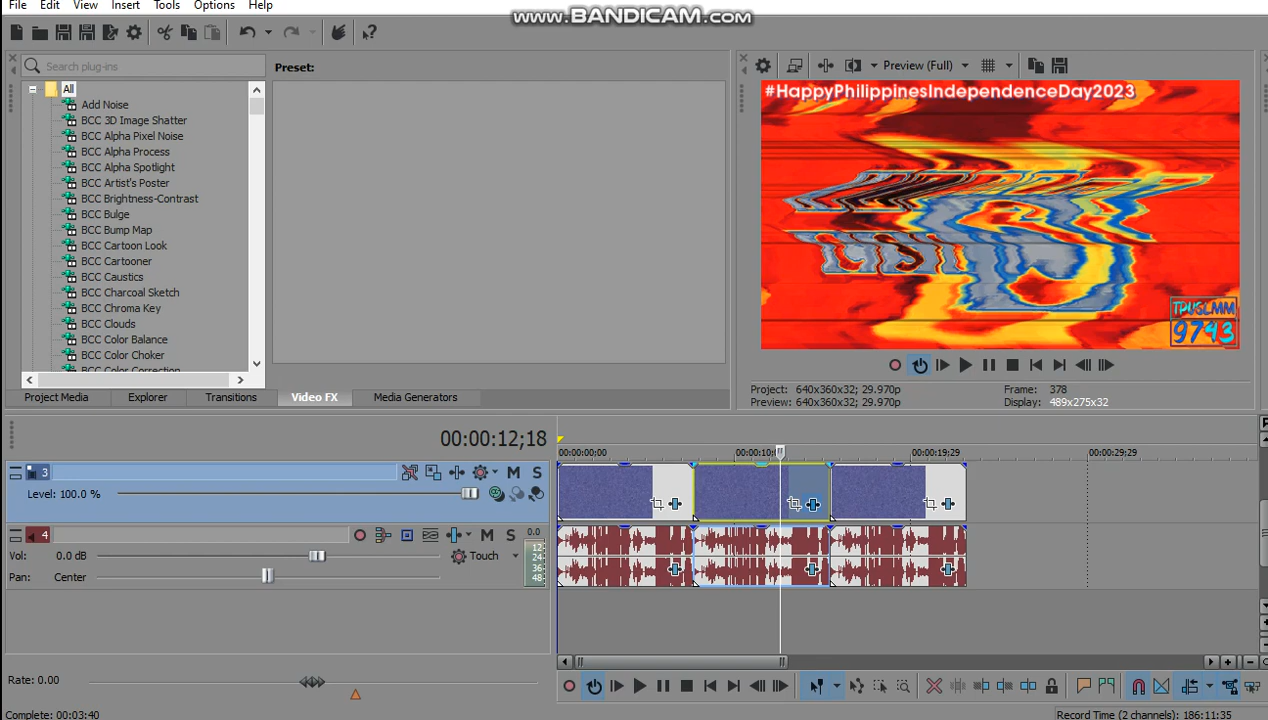 www.BANDICAM.com
File Edit View Insert Tools Options Help
Search plug-ins
Preset:
Preview (Full)
All
Add Noise
BCC 3D Image Shatter
BCC Alpha Pixel Noise
BCC Alpha Process
BCC Alpha Spotlight
BCC Artist's Poster
BCC Brightness-Contrast
BCC Bulge
BCC Bump Map
BCC Cartoon Look
BCC Cartooner
BCC Caustics
BCC Charcoal Sketch
BCC Chroma Key
BCC Clouds
BCC Color Balance
BCC Color Choker
BCC Color Correction
#HappyPhilippinesIndependenceDay2023
TPUSLMM
9743
Project Media Explorer Transitions Video FX Media Generators
Project: 640x360x32; 29.970p Frame: 378
Preview: 640x360x32; 29.970p Display: 489x275x32
00:00:12;18
00:00:00;00 00:00:10;0 00:00:19;29 00:00:29;29
3 M S
Level: 100.0 %
4 M S 0.0
Vol: 0.0 dB Touch
Pan: Center
12
24
36
48
Rate: 0.00
Complete: 00:03:40
Record Time (2 channels): 186:11:35